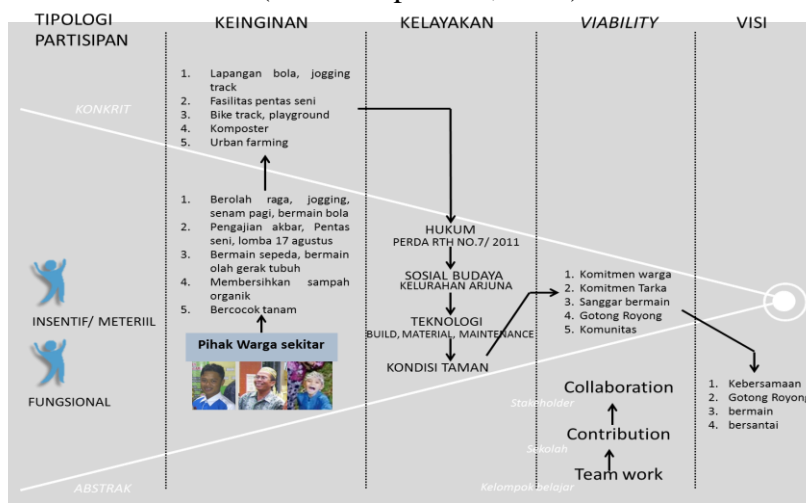 TIPOLOGI
PARTISIPAN
KEINGINAN
KELAYAKAN
VIABILITY
VISI
KONKRIT
1. Lapangan bola, jogging
track
2. Fasilitas pentas seni
3. Bike track, playground
4. Komposter
5. Urban farming
1. Berolah raga, jogging,
senam pagi, bermain bola
2. Pengajian akbar, Pentas
seni, lomba 17 agustus
3. Bermain sepeda, bermain
olah gerak tubuh
4. Membersihkan sampah
organik
5. Bercocok tanam
Pihak Warga sekitar
INSENTIF/ METERIIL
FUNGSIONAL
ABSTRAK
HUKUM
PERDA RTH NO.7/ 2011
SOSIAL BUDAYA
KELURAHAN ARJUNA
TEKNOLOGI
BUILD, MATERIAL, MAINTENANCE
KONDISI TAMAN
1. Komitmen warga
2. Komitmen Tarka
3. Sanggar bermain
4. Gotong Royong
5. Komunitas
Collaboration
Stakeholder
Contribution
Sekolah
Team work
Kelompok belajar
1. Kebersamaan
2. Gotong Royong
3. bermain
4. bersantai